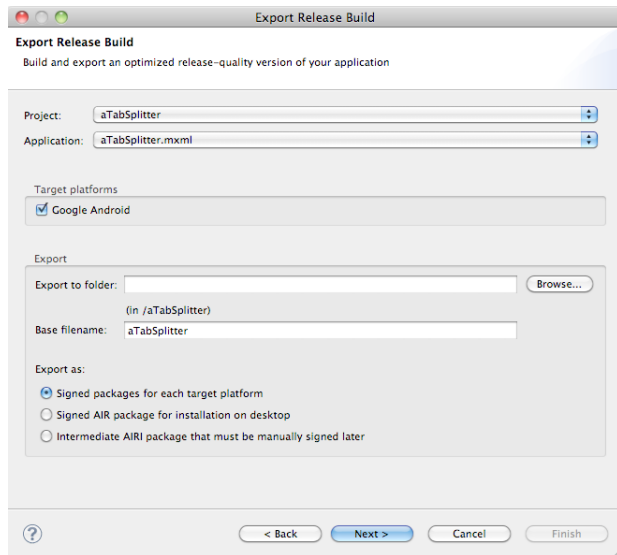 Export Release Build
Export Release Build
Build and export an optimized release-quality version of your application
Project: aTabSplitter
Application: aTabSplitter.mxml
Target platforms
Google Android
Export
Export to folder: Browse...
(in /aTabSplitter)
Base filename: aTabSplitter
Export as:
Signed packages for each target platform
Signed AIR package for installation on desktop
Intermediate AIRI package that must be manually signed later
? < Back Next > Cancel Finish